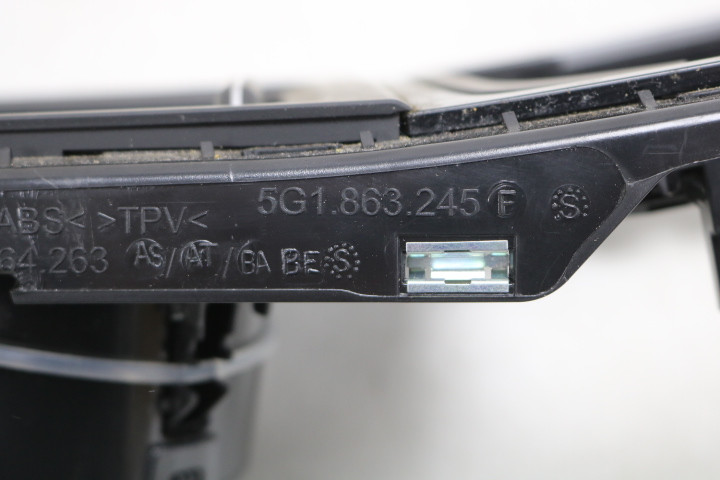 ABS< >TPV< 5G1.863.245 F S
64.263 AS/AT/BA BE S